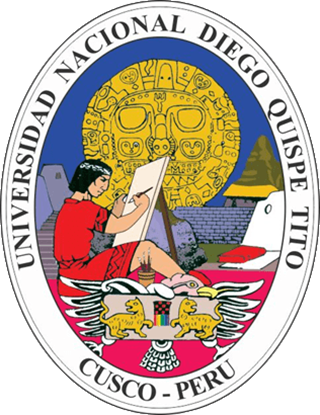 UNIVERSIDAD NACIONAL DIEGO QUISPE TITO
CUSCO - PERU